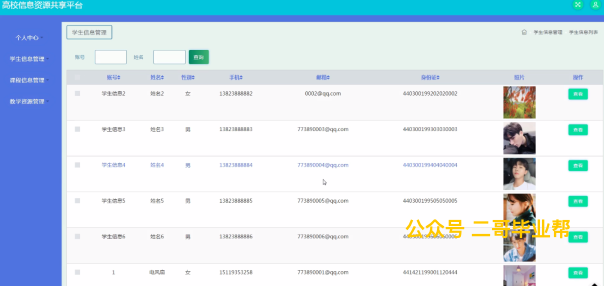 高校信息资源共享平台
个人中心
学生信息管理
课程信息管理
教学资源管理
学生信息管理
学生信息管理 学生信息列表
账号 姓名 查询
账号 姓名 性别 手机 邮箱 身份证 照片 操作
学生信息2 姓名2 女 13823888882 0002@qq.com 440300199202020002 查看
学生信息3 姓名3 男 13823888883 773890003@qq.com 440300199303030003 查看
学生信息4 姓名4 男 13823888884 773890004@qq.com 440300199404040004 查看
学生信息5 姓名5 男 13823888885 773890005@qq.com 440300199505050005 查看
学生信息6 姓名6 男 13823888886 773890006@qq.com 查看
公众号 二哥毕业帮
1 电风扇 女 15119353258 773890001@qq.com 441421199001120444 查看